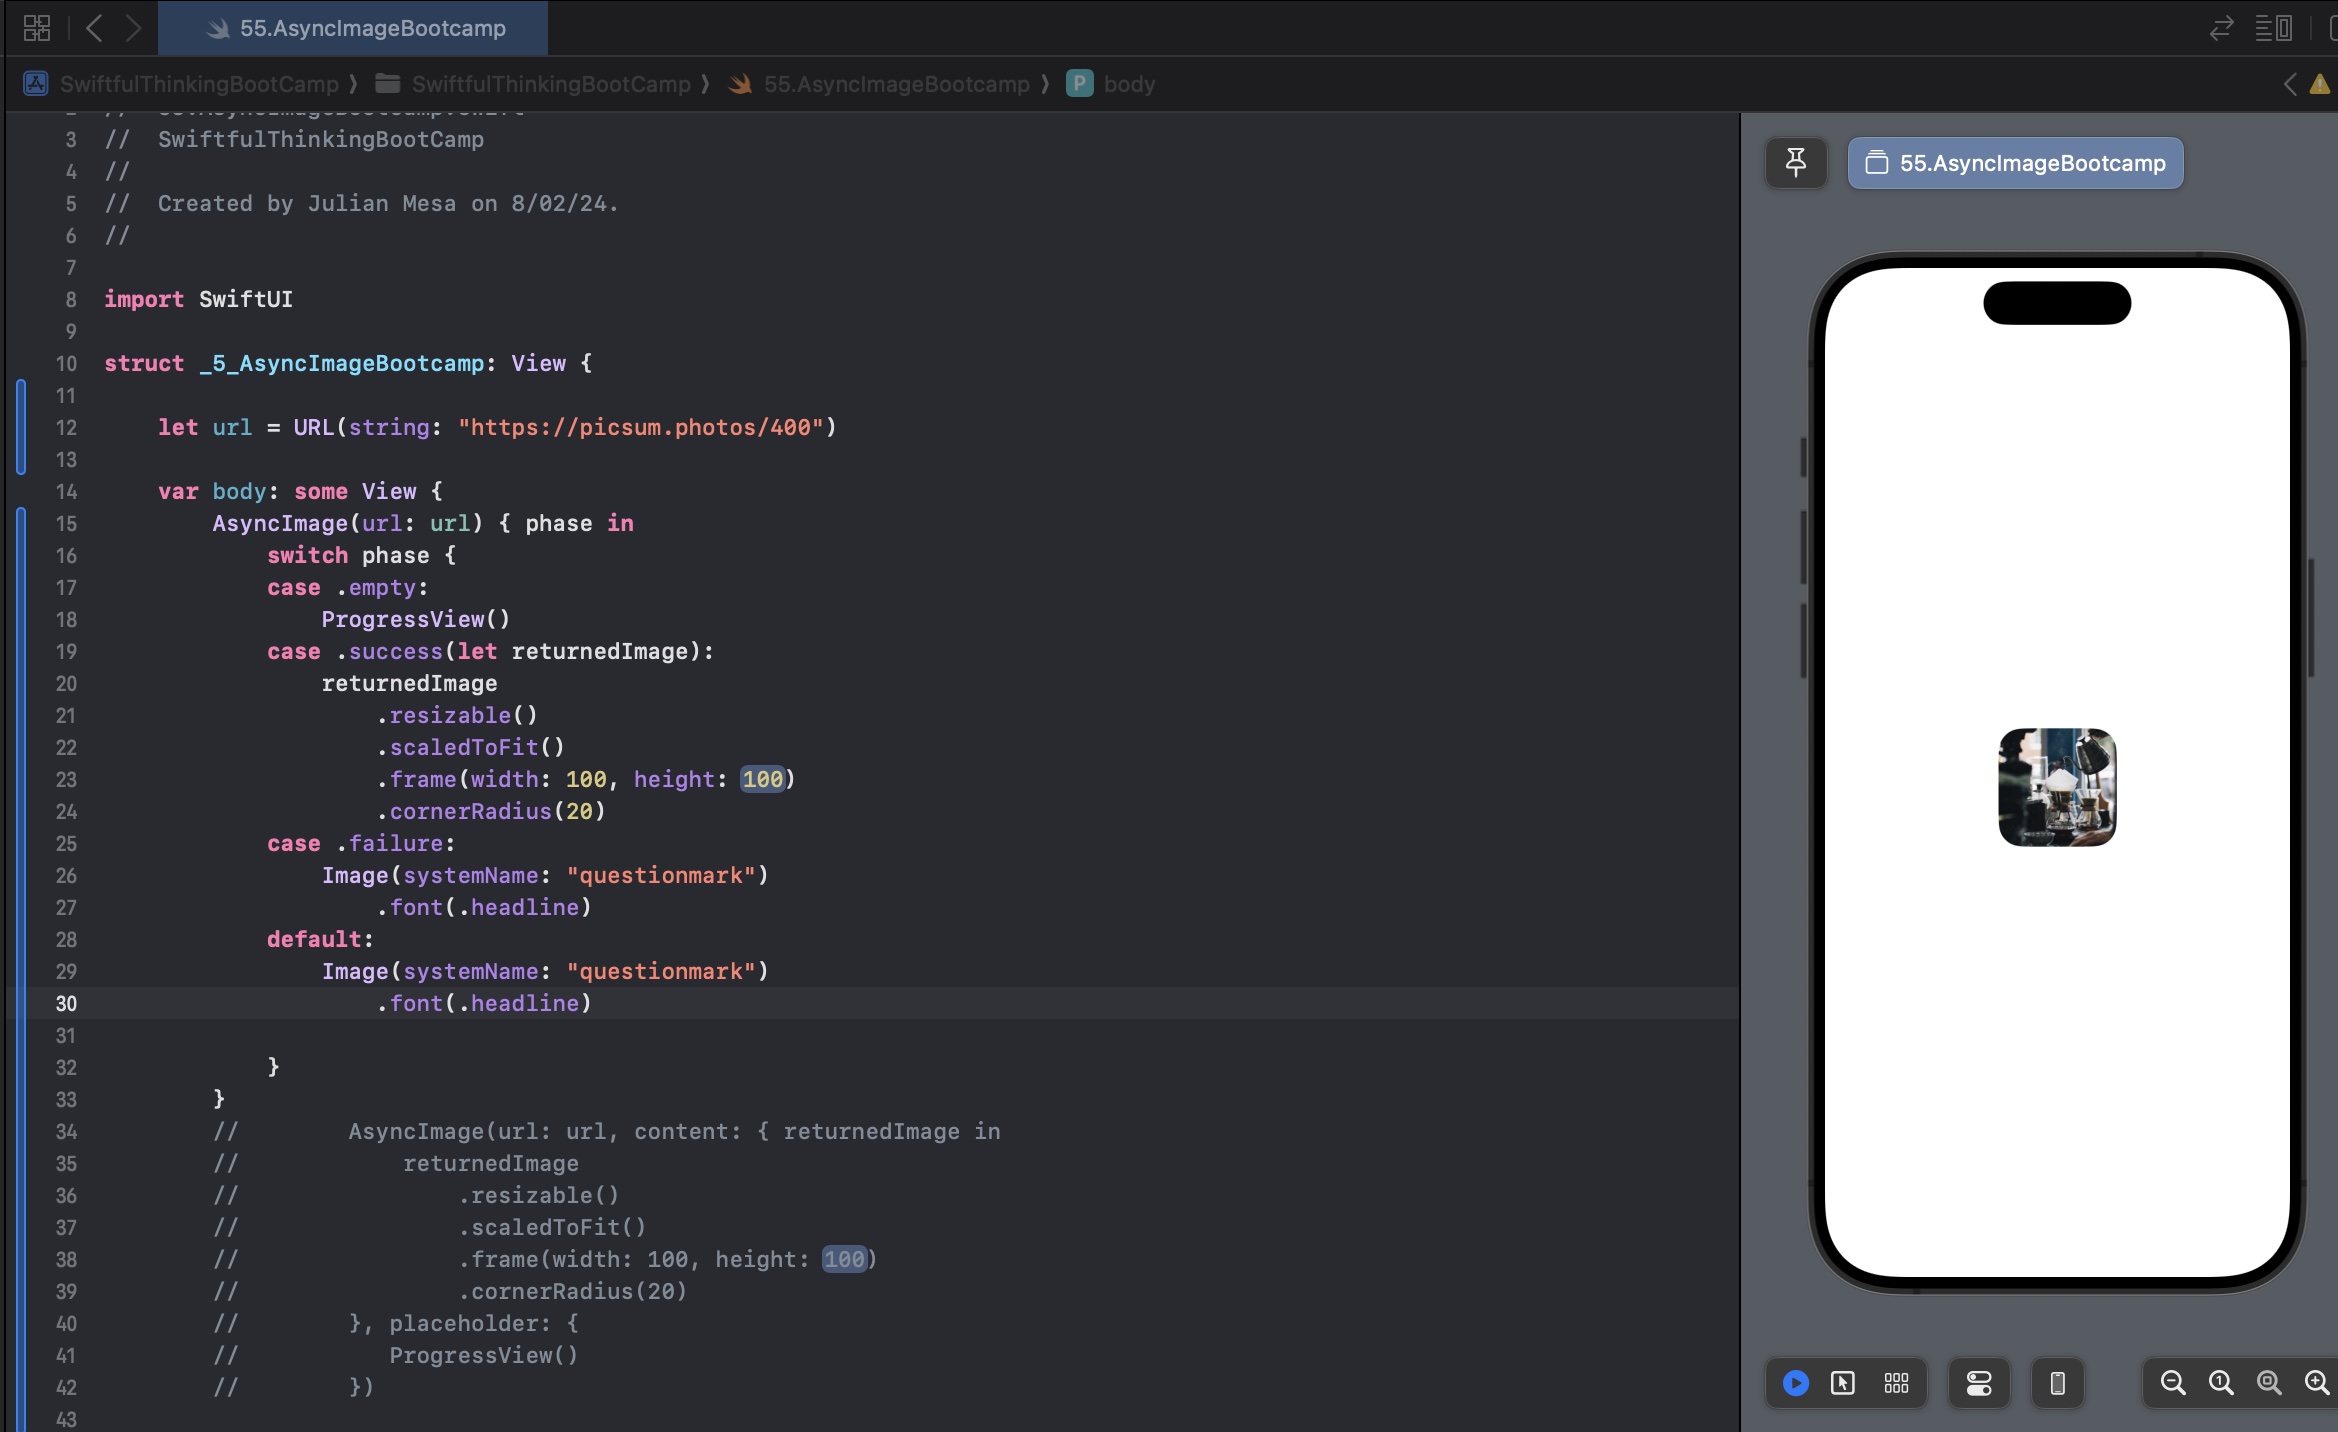 55.AsyncImageBootcamp
SwiftfulThinkingBootCamp ⟩ SwiftfulThinkingBootCamp ⟩ 55.AsyncImageBootcamp ⟩ P body
3 //  SwiftfulThinkingBootCamp
4 //
5 //  Created by Julian Mesa on 8/02/24.
6 //
7
8 import SwiftUI
9
10 struct _5_AsyncImageBootcamp: View {
11
12     let url = URL(string: "https://picsum.photos/400")
13
14     var body: some View {
15         AsyncImage(url: url) { phase in
16             switch phase {
17             case .empty:
18                 ProgressView()
19             case .success(let returnedImage):
20                 returnedImage
21                     .resizable()
22                     .scaledToFit()
23                     .frame(width: 100, height: 100)
24                     .cornerRadius(20)
25             case .failure:
26                 Image(systemName: "questionmark")
27                     .font(.headline)
28             default:
29                 Image(systemName: "questionmark")
30                     .font(.headline)
31
32             }
33         }
34         //        AsyncImage(url: url, content: { returnedImage in
35         //            returnedImage
36         //                .resizable()
37         //                .scaledToFit()
38         //                .frame(width: 100, height: 100)
39         //                .cornerRadius(20)
40         //        }, placeholder: {
41         //           ProgressView()
42         //        })
43
55.AsyncImageBootcamp